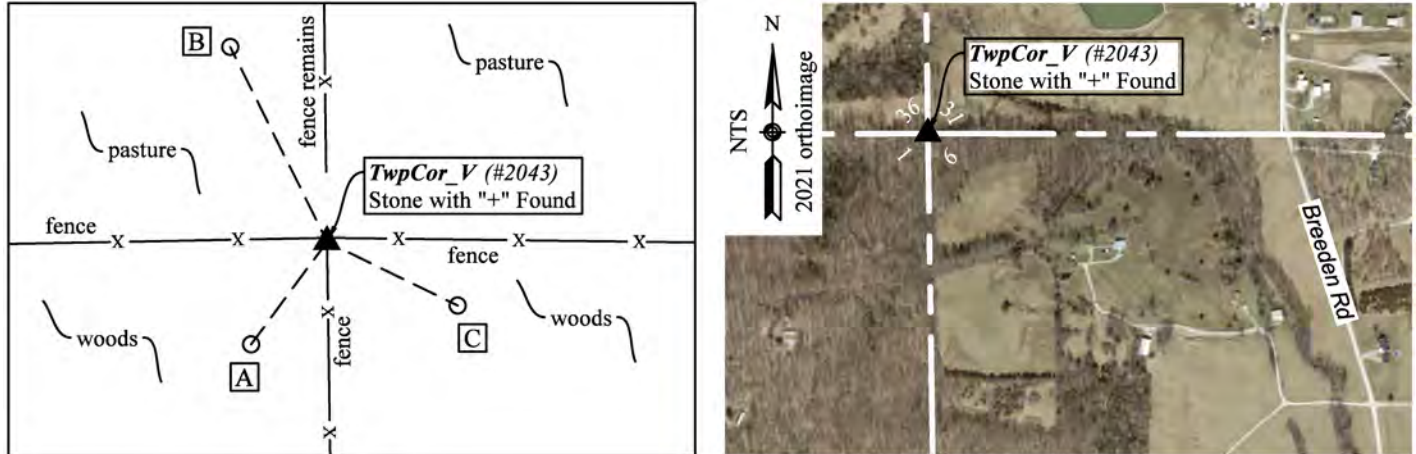 B
fence remains
X
pasture
pasture
TwpCor_V (#2043)
Stone with "+" Found
fence
X
X
X
X
X
fence
X
woods
A
fence
C
woods
X
N
NTS
2021 orthoimage
TwpCor_V (#2043)
Stone with "+" Found
36
31
1
6
Breeden Rd